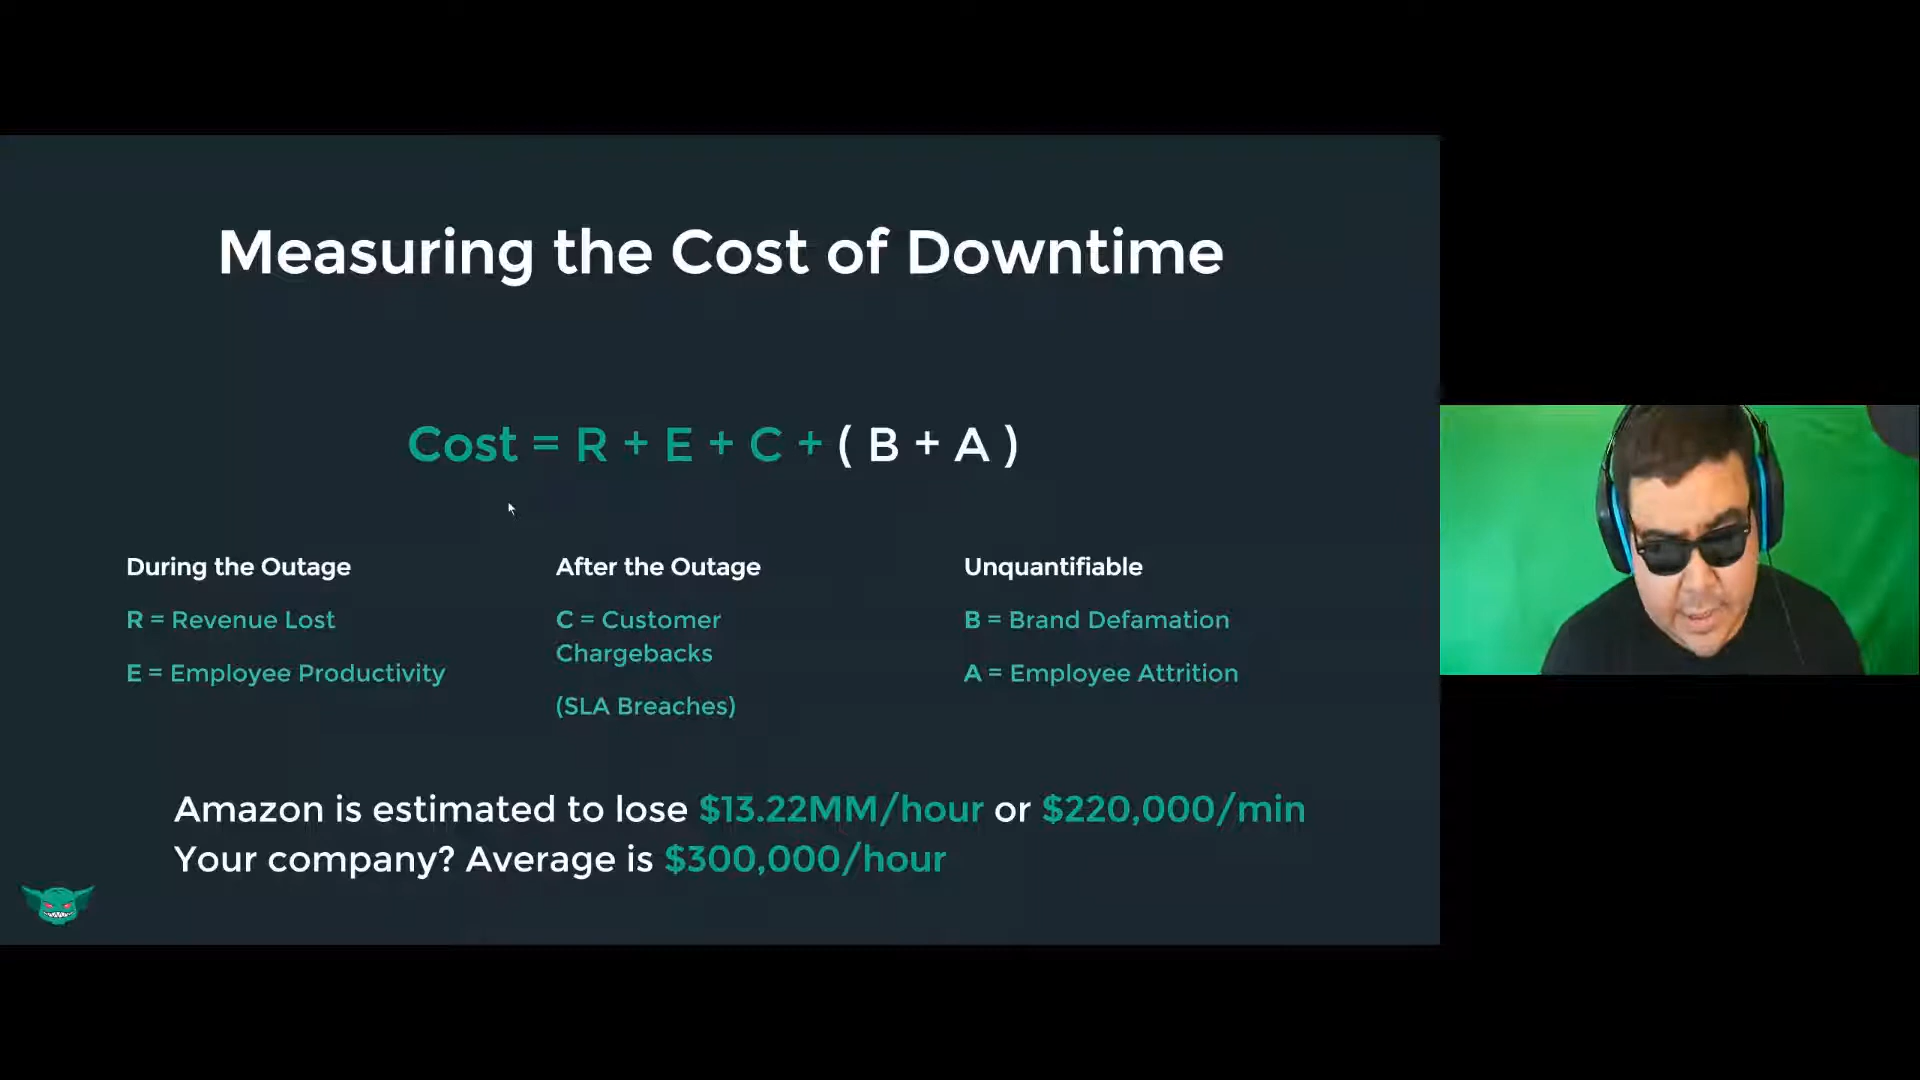 Measuring the Cost of Downtime
Cost = R + E + C + ( B + A )
During the Outage
R = Revenue Lost
E = Employee Productivity
After the Outage
C = Customer
Chargebacks
(SLA Breaches)
Unquantifiable
B = Brand Defamation
A = Employee Attrition
Amazon is estimated to lose $13.22MM/hour or $220,000/min
Your company? Average is $300,000/hour